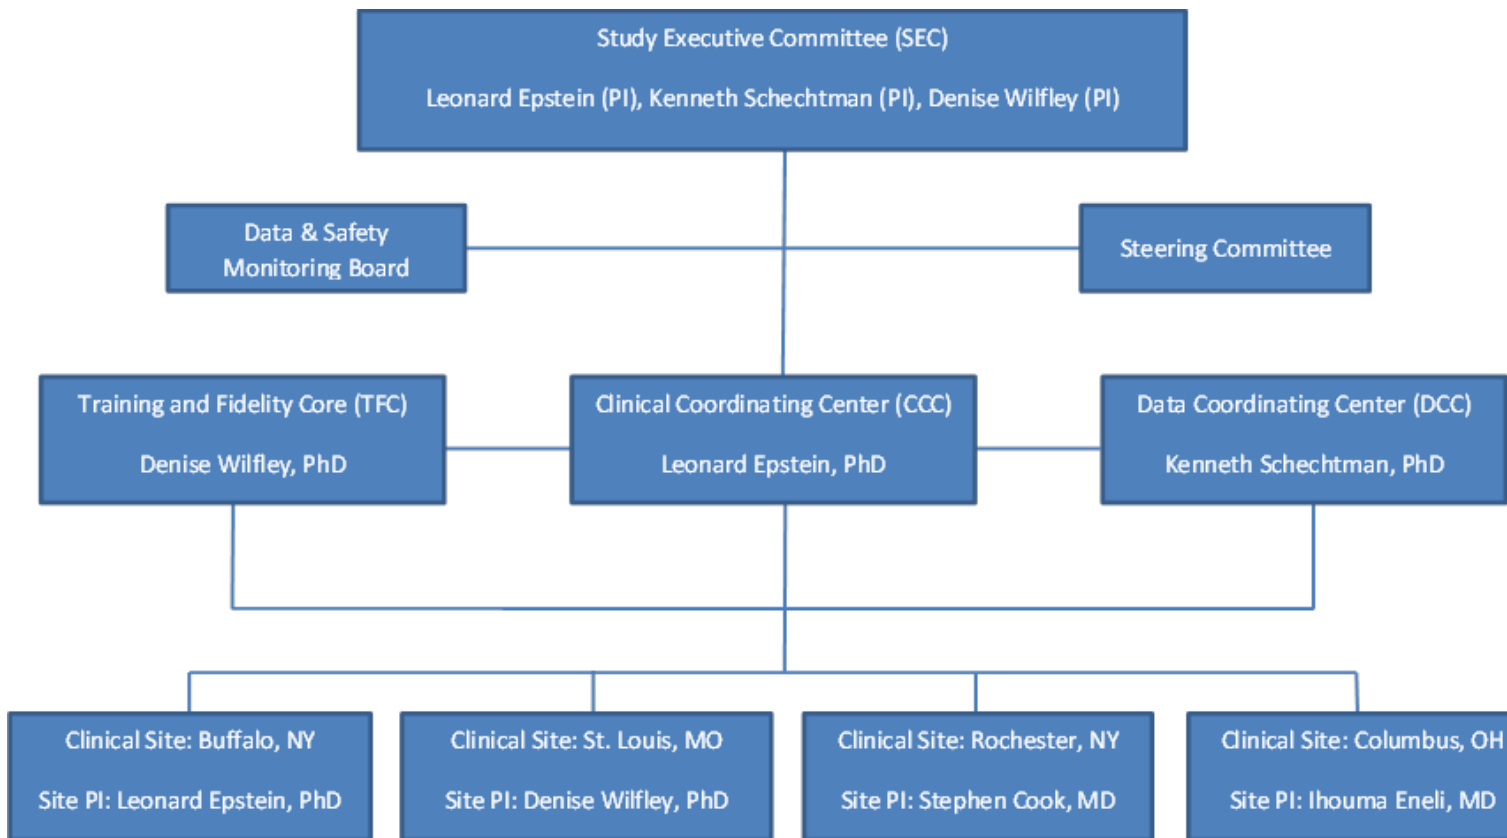 Study Executive Committee (SEC)
Leonard Epstein (PI), Kenneth Schechtman (PI), Denise Wilfley (PI)
Data & Safety
Monitoring Board
Steering Committee
Training and Fidelity Core (TFC)
Denise Wilfley, PhD
Clinical Coordinating Center (CCC)
Leonard Epstein, PhD
Data Coordinating Center (DCC)
Kenneth Schechtman, PhD
Clinical Site: Buffalo, NY
Site PI: Leonard Epstein, PhD
Clinical Site: St. Louis, MO
Site PI: Denise Wilfley, PhD
Clinical Site: Rochester, NY
Site PI: Stephen Cook, MD
Clinical Site: Columbus, OH
Site PI: Ihouma Eneli, MD